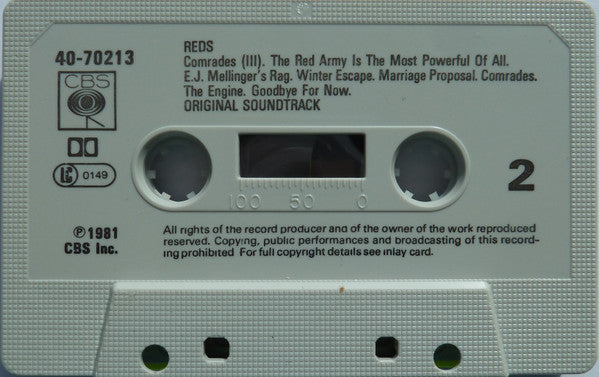 REDS
40-70213
Comrades (III). The Red Army Is The Most Powerful Of All.
E.J. Mellinger's Rag. Winter Escape. Marriage Proposal. Comrades.
The Engine. Goodbye For Now.
ORIGINAL SOUNDTRACK
CBS
0149
2
100 50 0
℗1981
CBS Inc.
All rights of the record producer and of the owner of the work reproduced
reserved. Copying, public performances and broadcasting of this record-
ing prohibited For full copyright details see inlay card.